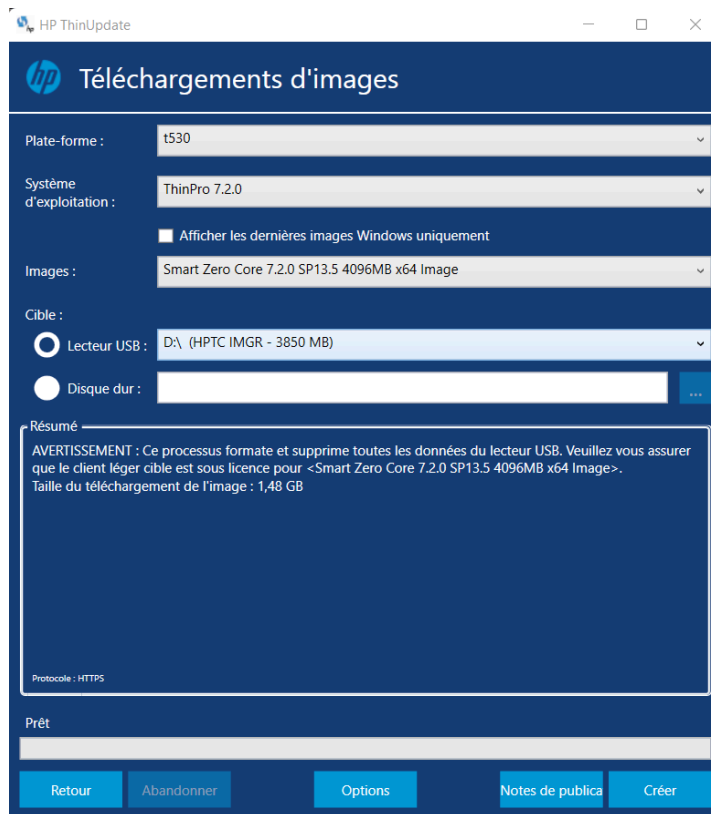 HP ThinUpdate
hp Téléchargements d'images
Plate-forme : t530
Système
d'exploitation : ThinPro 7.2.0
Afficher les dernières images Windows uniquement
Images : Smart Zero Core 7.2.0 SP13.5 4096MB x64 Image
Cible :
Lecteur USB : D:\ (HPTC IMGR - 3850 MB)
Disque dur : ...
Résumé
AVERTISSEMENT : Ce processus formate et supprime toutes les données du lecteur USB. Veuillez vous assurer
que le client léger cible est sous licence pour <Smart Zero Core 7.2.0 SP13.5 4096MB x64 Image>.
Taille du téléchargement de l'image : 1,48 GB
Protocole : HTTPS
Prêt
Retour Abandonner Options Notes de publica Créer